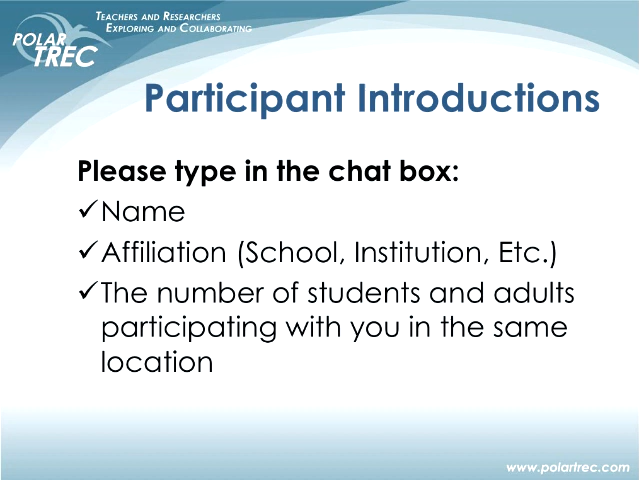 TEACHERS AND RESEARCHERS
EXPLORING AND COLLABORATING
POLAR
TREC
Participant Introductions
Please type in the chat box:
✓Name
✓Affiliation (School, Institution, Etc.)
✓The number of students and adults
participating with you in the same
location
www.polartrec.com